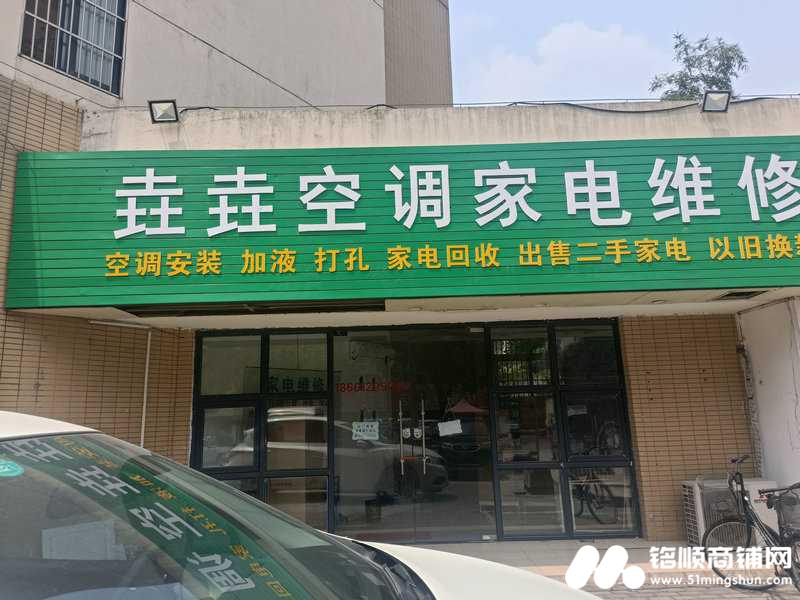 垚垚空调家电维修
空调安装 加液 打孔 家电回收 出售二手家电 以旧换
家电维修
铭顺商铺网
www.51mingshun.com